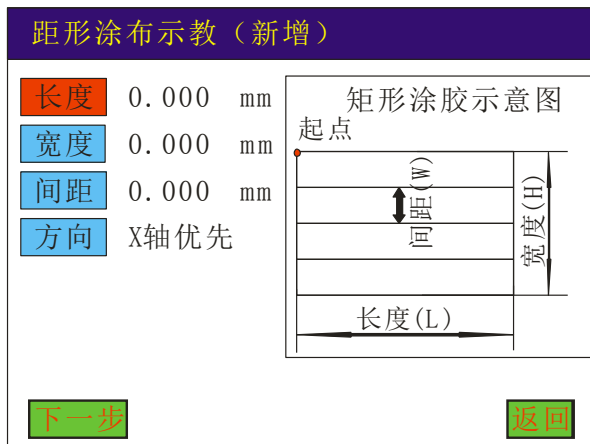 距形涂布示教（新增）
长度 0.000 mm
宽度 0.000 mm
间距 0.000 mm
方向 X轴优先
矩形涂胶示意图
起点
间距(W)
宽度(H)
长度(L)
下一步
返回